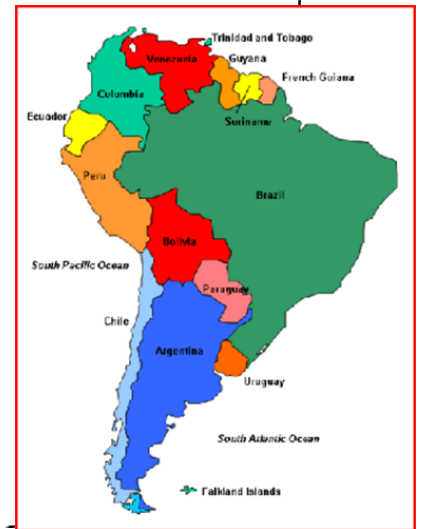 Trinidad and Tobago
Venezuela
Guyana
French Guiana
Columbia
Suriname
Ecuador
Peru
Brazil
Bolivia
South Pacific Ocean
Paraguay
Chile
Argentina
Uruguay
South Atlantic Ocean
Falkland Islands